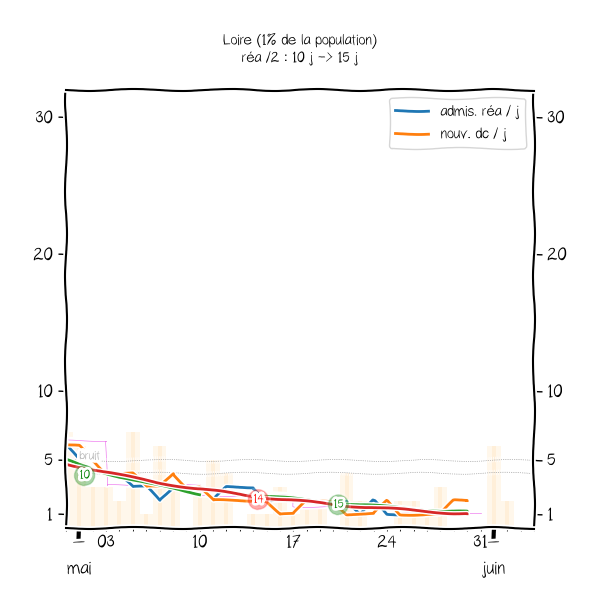 Loire (1% de la population)
réa /2 : 10 j -> 15 j
admis. réa / j
nouv. dc / j
30 30
20 20
10 10
5 5
1 1
bruit
10
14
15
03 10 17 24 31
mai juin